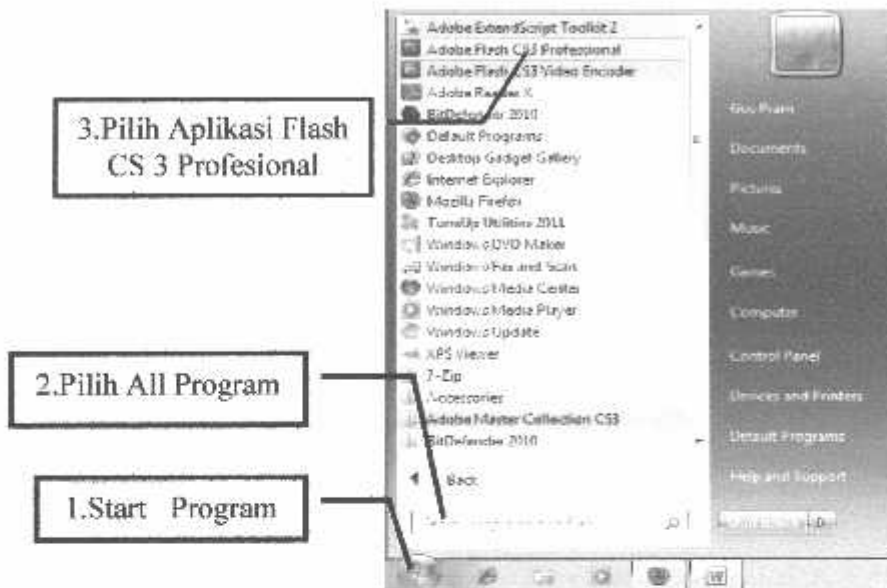 Adobe ExtendScript Toolkit 2
Adobe Flash CS3 Professional
Adobe Flash CS3 Video Encoder
Adobe Reader X
BitDefender 2010
Default Programs
Desktop Gadget Gallery
Internet Explorer
Mozilla Firefox
TuneUp Utilities 2011
Windows DVD Maker
Windows Fax and Scan
Windows Media Center
Windows Media Player
Windows Update
XPS Viewer
7-Zip
Accessories
Adobe Master Collection CS3
BitDefender 2010
Back
Documents
Pictures
Music
Games
Computer
Control Panel
Devices and Printers
Default Programs
Help and Support
3.Pilih Aplikasi Flash
CS 3 Profesional
2.Pilih All Program
1.Start Program